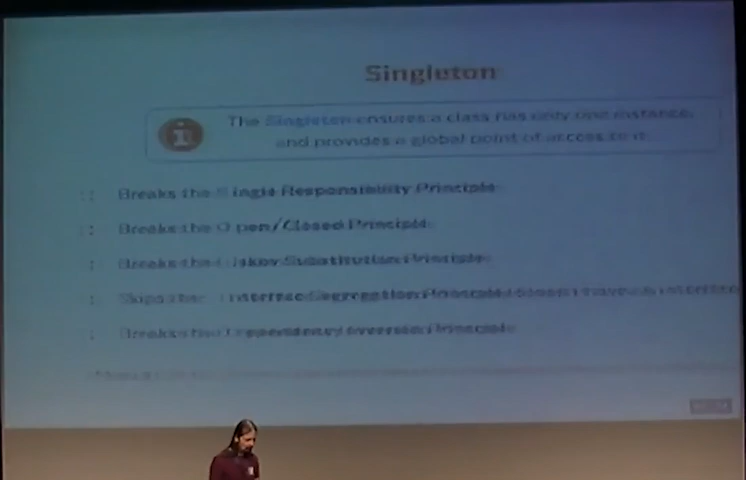 Singleton
The Singleton ensures a class has only one instance,
and provides a global point of access to it.
Breaks the Single Responsibility Principle
Breaks the Open/Closed Principle
Breaks the Liskov Substitution Principle
Skips the Interface Segregation Principle
Breaks the Dependency Inversion Principle